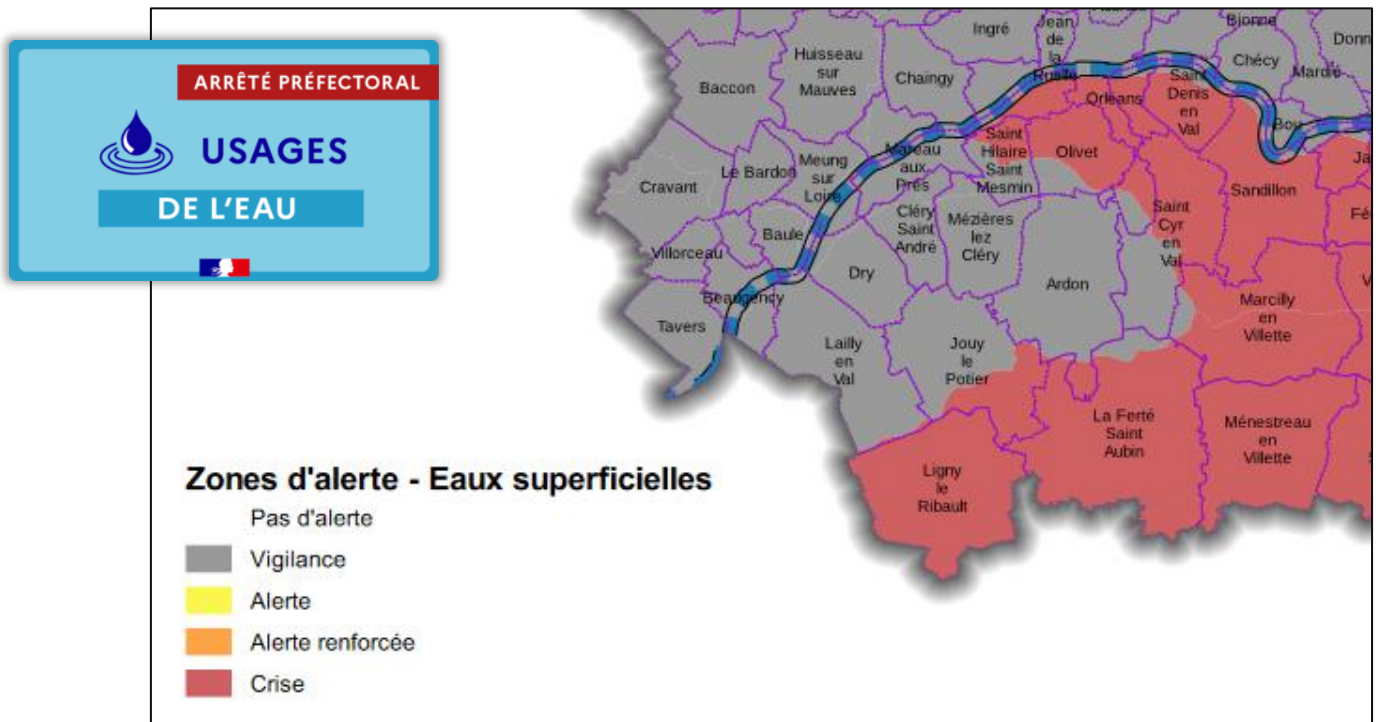 ARRÊTÉ PRÉFECTORAL
USAGES
DE L'EAU
Ingré
Jean
de
la
Ruelle
Bionne
Chécy
Donn
Mardié
Huisseau
sur
Mauves
Baccon
Chaingy
Orléans
Saint
Denis
en
Val
Bou
Saint
Hilaire
Saint
Mesmin
Olivet
Mareau
aux
Prés
Meung
sur
Loire
Le Bardon
Cravant
Sandillon
Ja
Fé
Cléry
Saint
André
Mézières
lez
Cléry
Saint
Cyr
en
Val
Baule
Villorceau
Dry
Ardon
Beaugency
Tavers
Marcilly
en
Villette
V
Lailly
en
Val
Jouy
le
Potier
La Ferté
Saint
Aubin
Ménestreau
en
Villette
Ligny
le
Ribault
Zones d'alerte - Eaux superficielles
Pas d'alerte
Vigilance
Alerte
Alerte renforcée
Crise